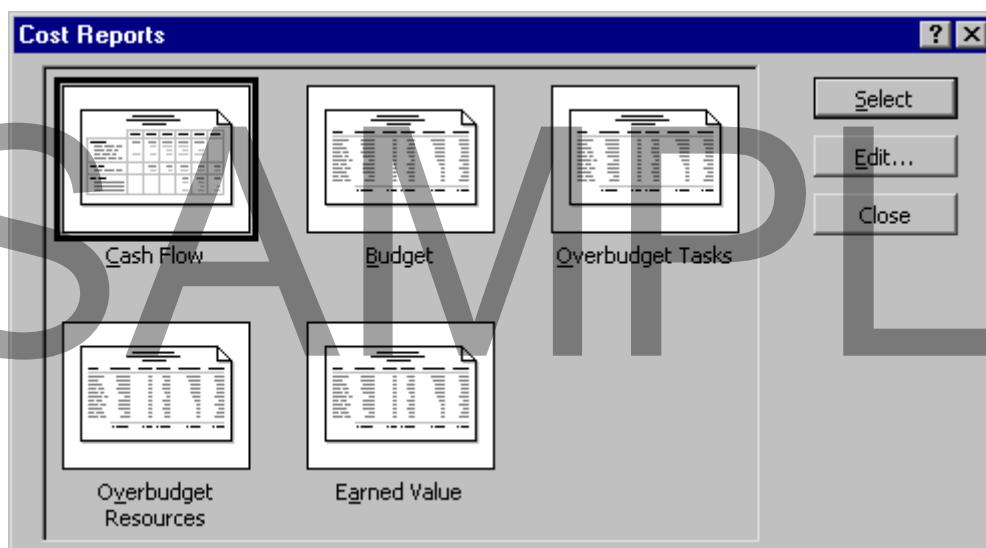 Cost Reports
Select
Edit...
Close
Cash Flow
Budget
Overbudget Tasks
Overbudget
Resources
Earned Value
SAMPL